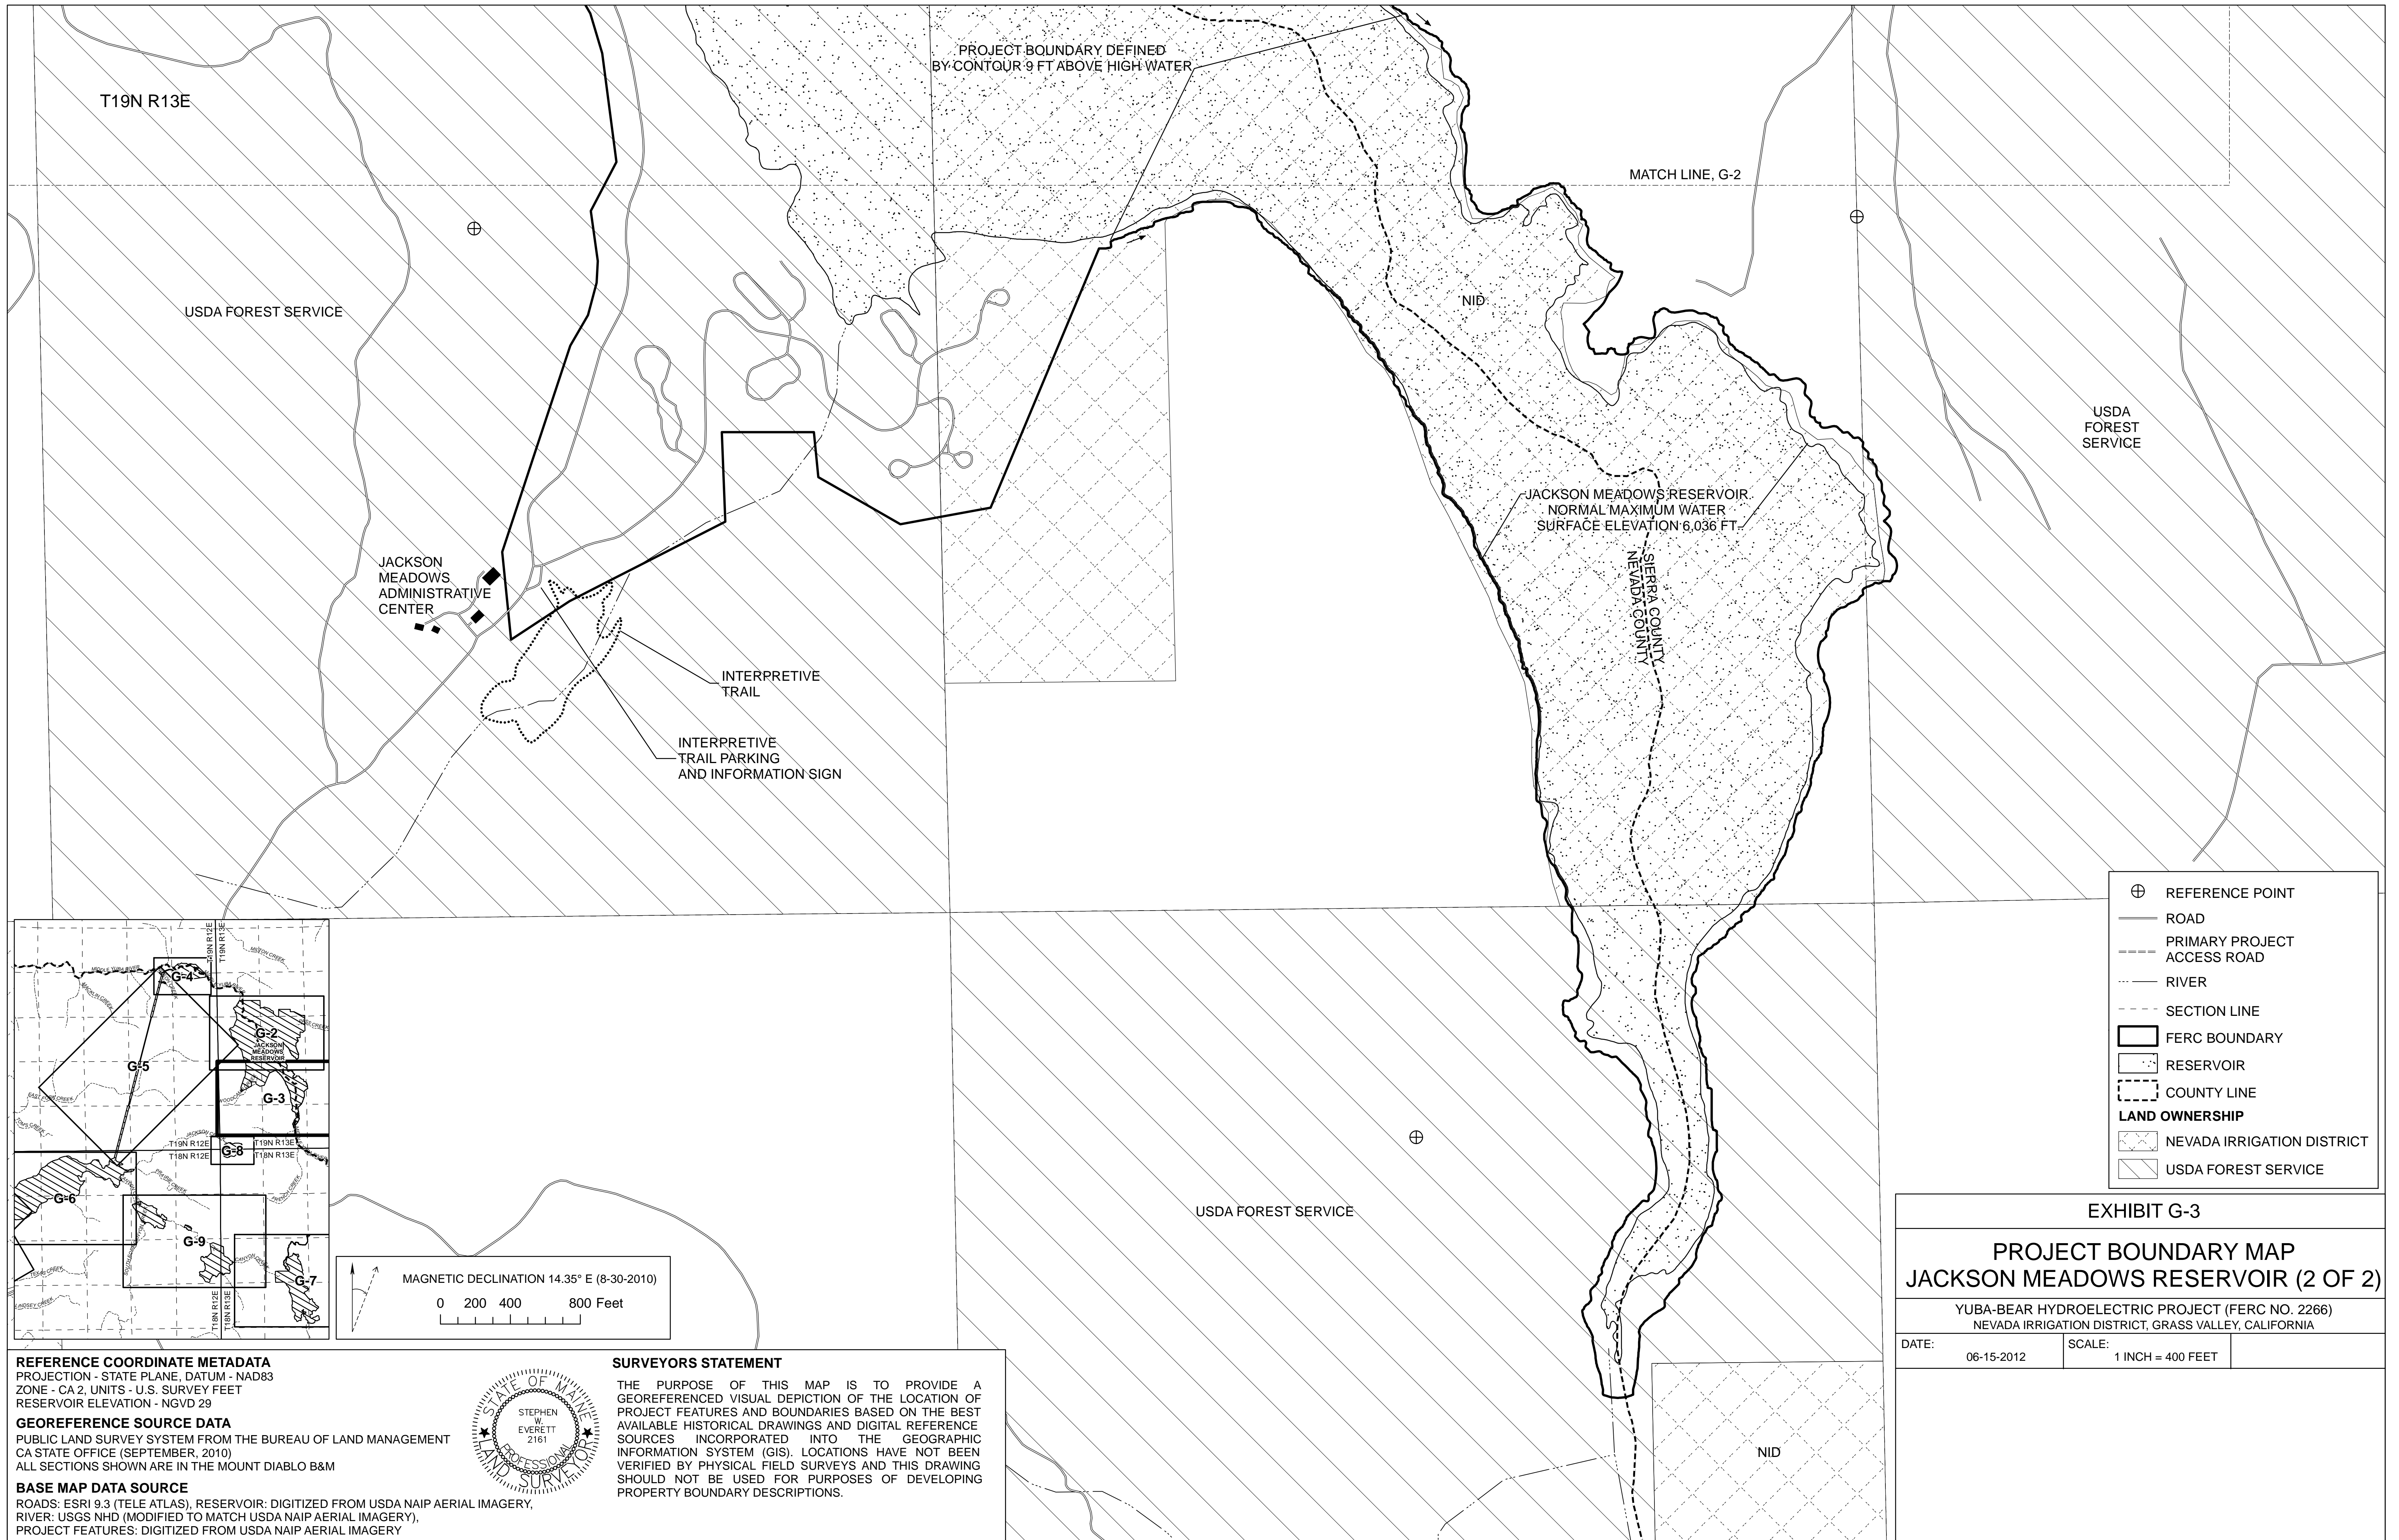 PROJECT BOUNDARY DEFINED
BY CONTOUR 9 FT ABOVE HIGH WATER
T19N R13E
MATCH LINE, G-2
USDA FOREST SERVICE
NID
USDA
FOREST
SERVICE
JACKSON MEADOWS RESERVOIR
NORMAL MAXIMUM WATER
SURFACE ELEVATION 6,036 FT
SIERRA COUNTY
NEVADA COUNTY
JACKSON
MEADOWS
ADMINISTRATIVE
CENTER
INTERPRETIVE
TRAIL
INTERPRETIVE
TRAIL PARKING
AND INFORMATION SIGN
USDA FOREST SERVICE
NID
REFERENCE POINT
ROAD
PRIMARY PROJECT
ACCESS ROAD
RIVER
SECTION LINE
FERC BOUNDARY
RESERVOIR
COUNTY LINE
LAND OWNERSHIP
NEVADA IRRIGATION DISTRICT
USDA FOREST SERVICE
T19N R12E
T19N R13E
MIDDLE YUBA RIVER
G-4
G-2
JACKSON
MEADOWS
RESERVOIR
G-5
G-3
T19N R12E
T19N R13E
G-8
T18N R12E
T18N R13E
G-6
G-9
G-7
T18N R12E
T18N R13E
MAGNETIC DECLINATION 14.35° E (8-30-2010)
0 200 400 800 Feet
EXHIBIT G-3
PROJECT BOUNDARY MAP
JACKSON MEADOWS RESERVOIR (2 OF 2)
YUBA-BEAR HYDROELECTRIC PROJECT (FERC NO. 2266)
NEVADA IRRIGATION DISTRICT, GRASS VALLEY, CALIFORNIA
DATE:
06-15-2012
SCALE:
1 INCH = 400 FEET
REFERENCE COORDINATE METADATA
PROJECTION - STATE PLANE, DATUM - NAD83
ZONE - CA 2, UNITS - U.S. SURVEY FEET
RESERVOIR ELEVATION - NGVD 29
GEOREFERENCE SOURCE DATA
PUBLIC LAND SURVEY SYSTEM FROM THE BUREAU OF LAND MANAGEMENT
CA STATE OFFICE (SEPTEMBER, 2010)
ALL SECTIONS SHOWN ARE IN THE MOUNT DIABLO B&M
BASE MAP DATA SOURCE
ROADS: ESRI 9.3 (TELE ATLAS), RESERVOIR: DIGITIZED FROM USDA NAIP AERIAL IMAGERY,
RIVER: USGS NHD (MODIFIED TO MATCH USDA NAIP AERIAL IMAGERY),
PROJECT FEATURES: DIGITIZED FROM USDA NAIP AERIAL IMAGERY
STATE OF MAINE
STEPHEN
W.
EVERETT
2161
PROFESSIONAL
LAND SURVEYOR
SURVEYORS STATEMENT
THE PURPOSE OF THIS MAP IS TO PROVIDE A
GEOREFERENCED VISUAL DEPICTION OF THE LOCATION OF
PROJECT FEATURES AND BOUNDARIES BASED ON THE BEST
AVAILABLE HISTORICAL DRAWINGS AND DIGITAL REFERENCE
SOURCES INCORPORATED INTO THE GEOGRAPHIC
INFORMATION SYSTEM (GIS). LOCATIONS HAVE NOT BEEN
VERIFIED BY PHYSICAL FIELD SURVEYS AND THIS DRAWING
SHOULD NOT BE USED FOR PURPOSES OF DEVELOPING
PROPERTY BOUNDARY DESCRIPTIONS.